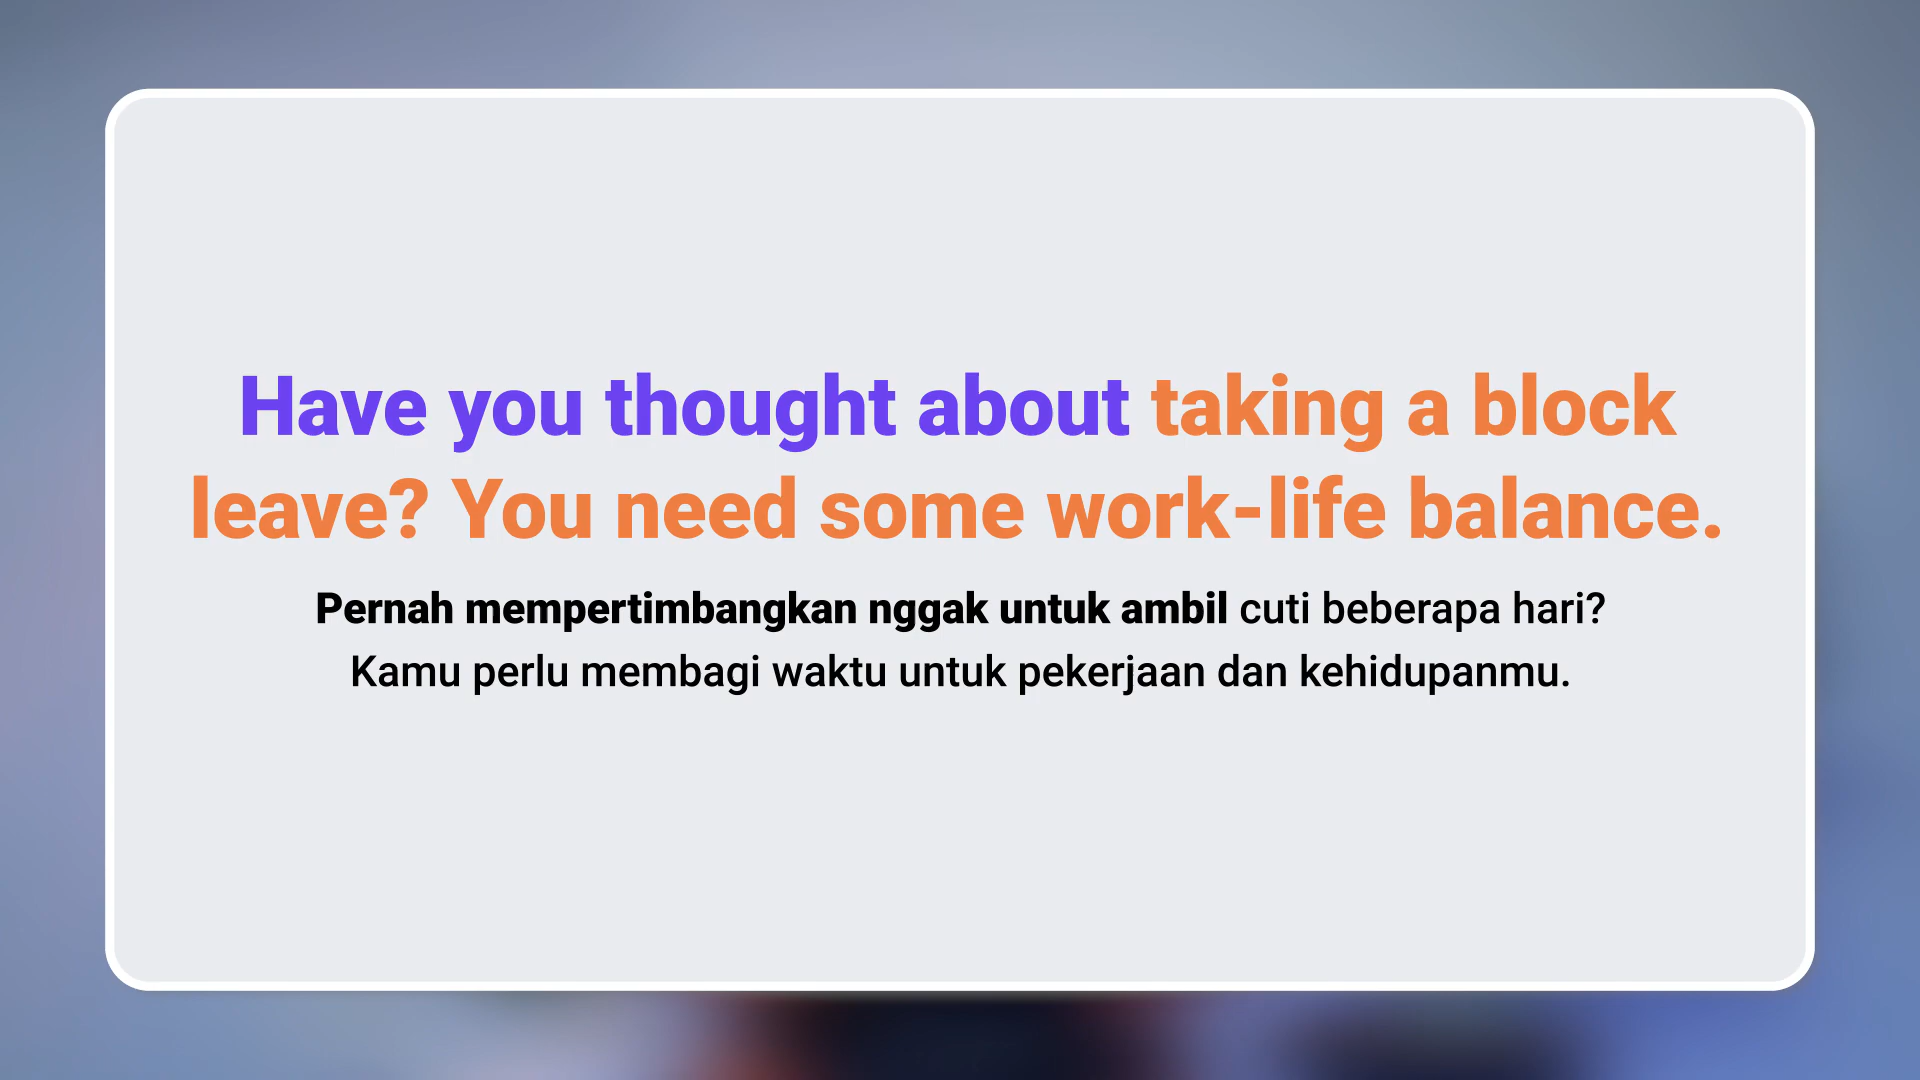 Have you thought about taking a block
leave? You need some work-life balance.
Pernah mempertimbangkan nggak untuk ambil cuti beberapa hari?
Kamu perlu membagi waktu untuk pekerjaan dan kehidupanmu.